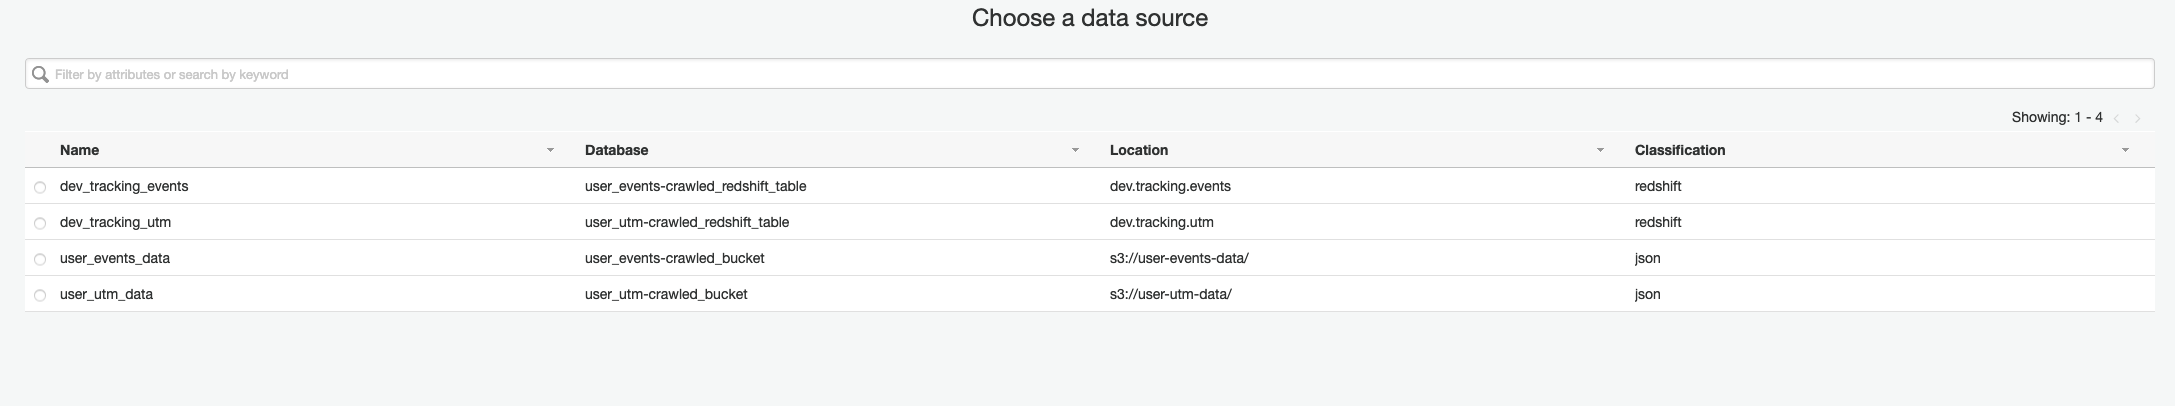 Choose a data source
Filter by attributes or search by keyword
Showing: 1 - 4
Name Database Location Classification
dev_tracking_events user_events-crawled_redshift_table dev.tracking.events redshift
dev_tracking_utm user_utm-crawled_redshift_table dev.tracking.utm redshift
user_events_data user_events-crawled_bucket s3://user-events-data/ json
user_utm_data user_utm-crawled_bucket s3://user-utm-data/ json